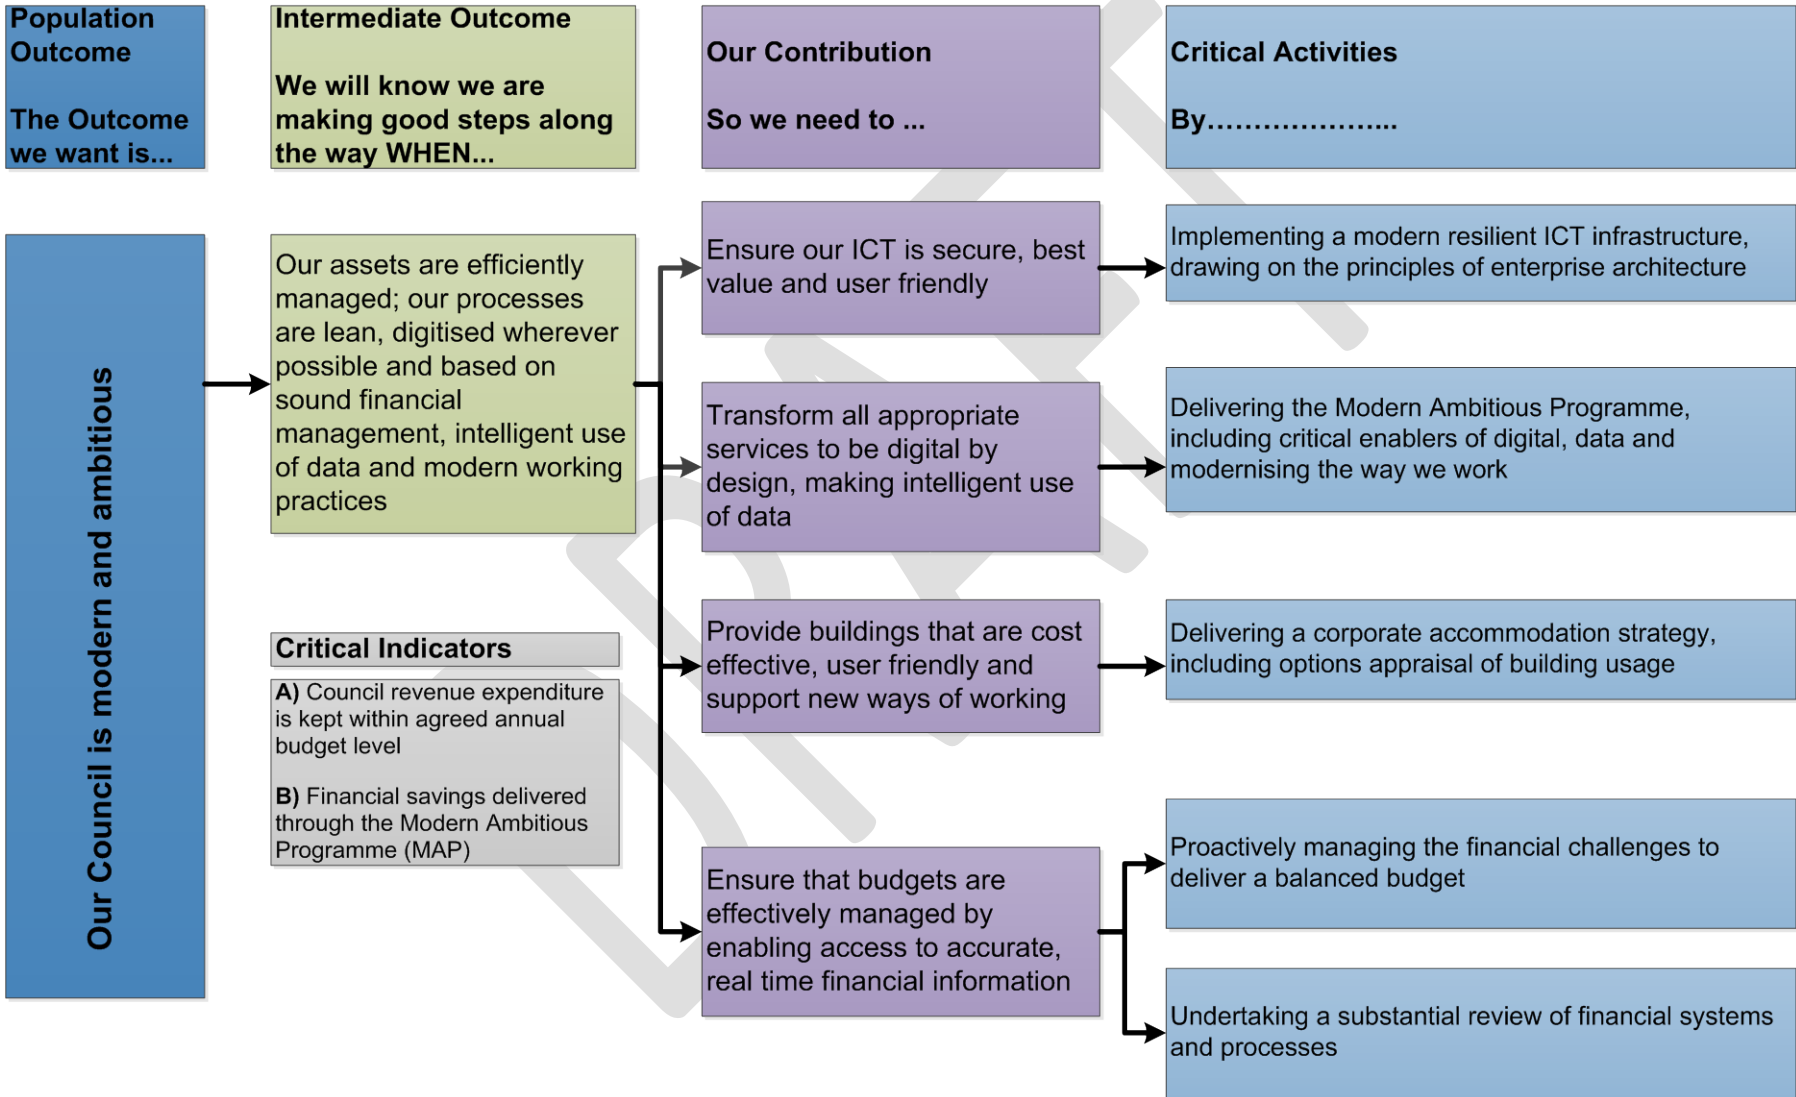 Population
Outcome
The Outcome
we want is...
Intermediate Outcome
We will know we are
making good steps along
the way WHEN...
Our Contribution
So we need to ...
Critical Activities
By…………………...
Our Council is modern and ambitious
Our assets are efficiently
managed; our processes
are lean, digitised wherever
possible and based on
sound financial
management, intelligent use
of data and modern working
practices
Critical Indicators
A) Council revenue expenditure
is kept within agreed annual
budget level
B) Financial savings delivered
through the Modern Ambitious
Programme (MAP)
Ensure our ICT is secure, best
value and user friendly
Transform all appropriate
services to be digital by
design, making intelligent use
of data
Provide buildings that are cost
effective, user friendly and
support new ways of working
Ensure that budgets are
effectively managed by
enabling access to accurate,
real time financial information
Implementing a modern resilient ICT infrastructure,
drawing on the principles of enterprise architecture
Delivering the Modern Ambitious Programme,
including critical enablers of digital, data and
modernising the way we work
Delivering a corporate accommodation strategy,
including options appraisal of building usage
Proactively managing the financial challenges to
deliver a balanced budget
Undertaking a substantial review of financial systems
and processes
DRAFT